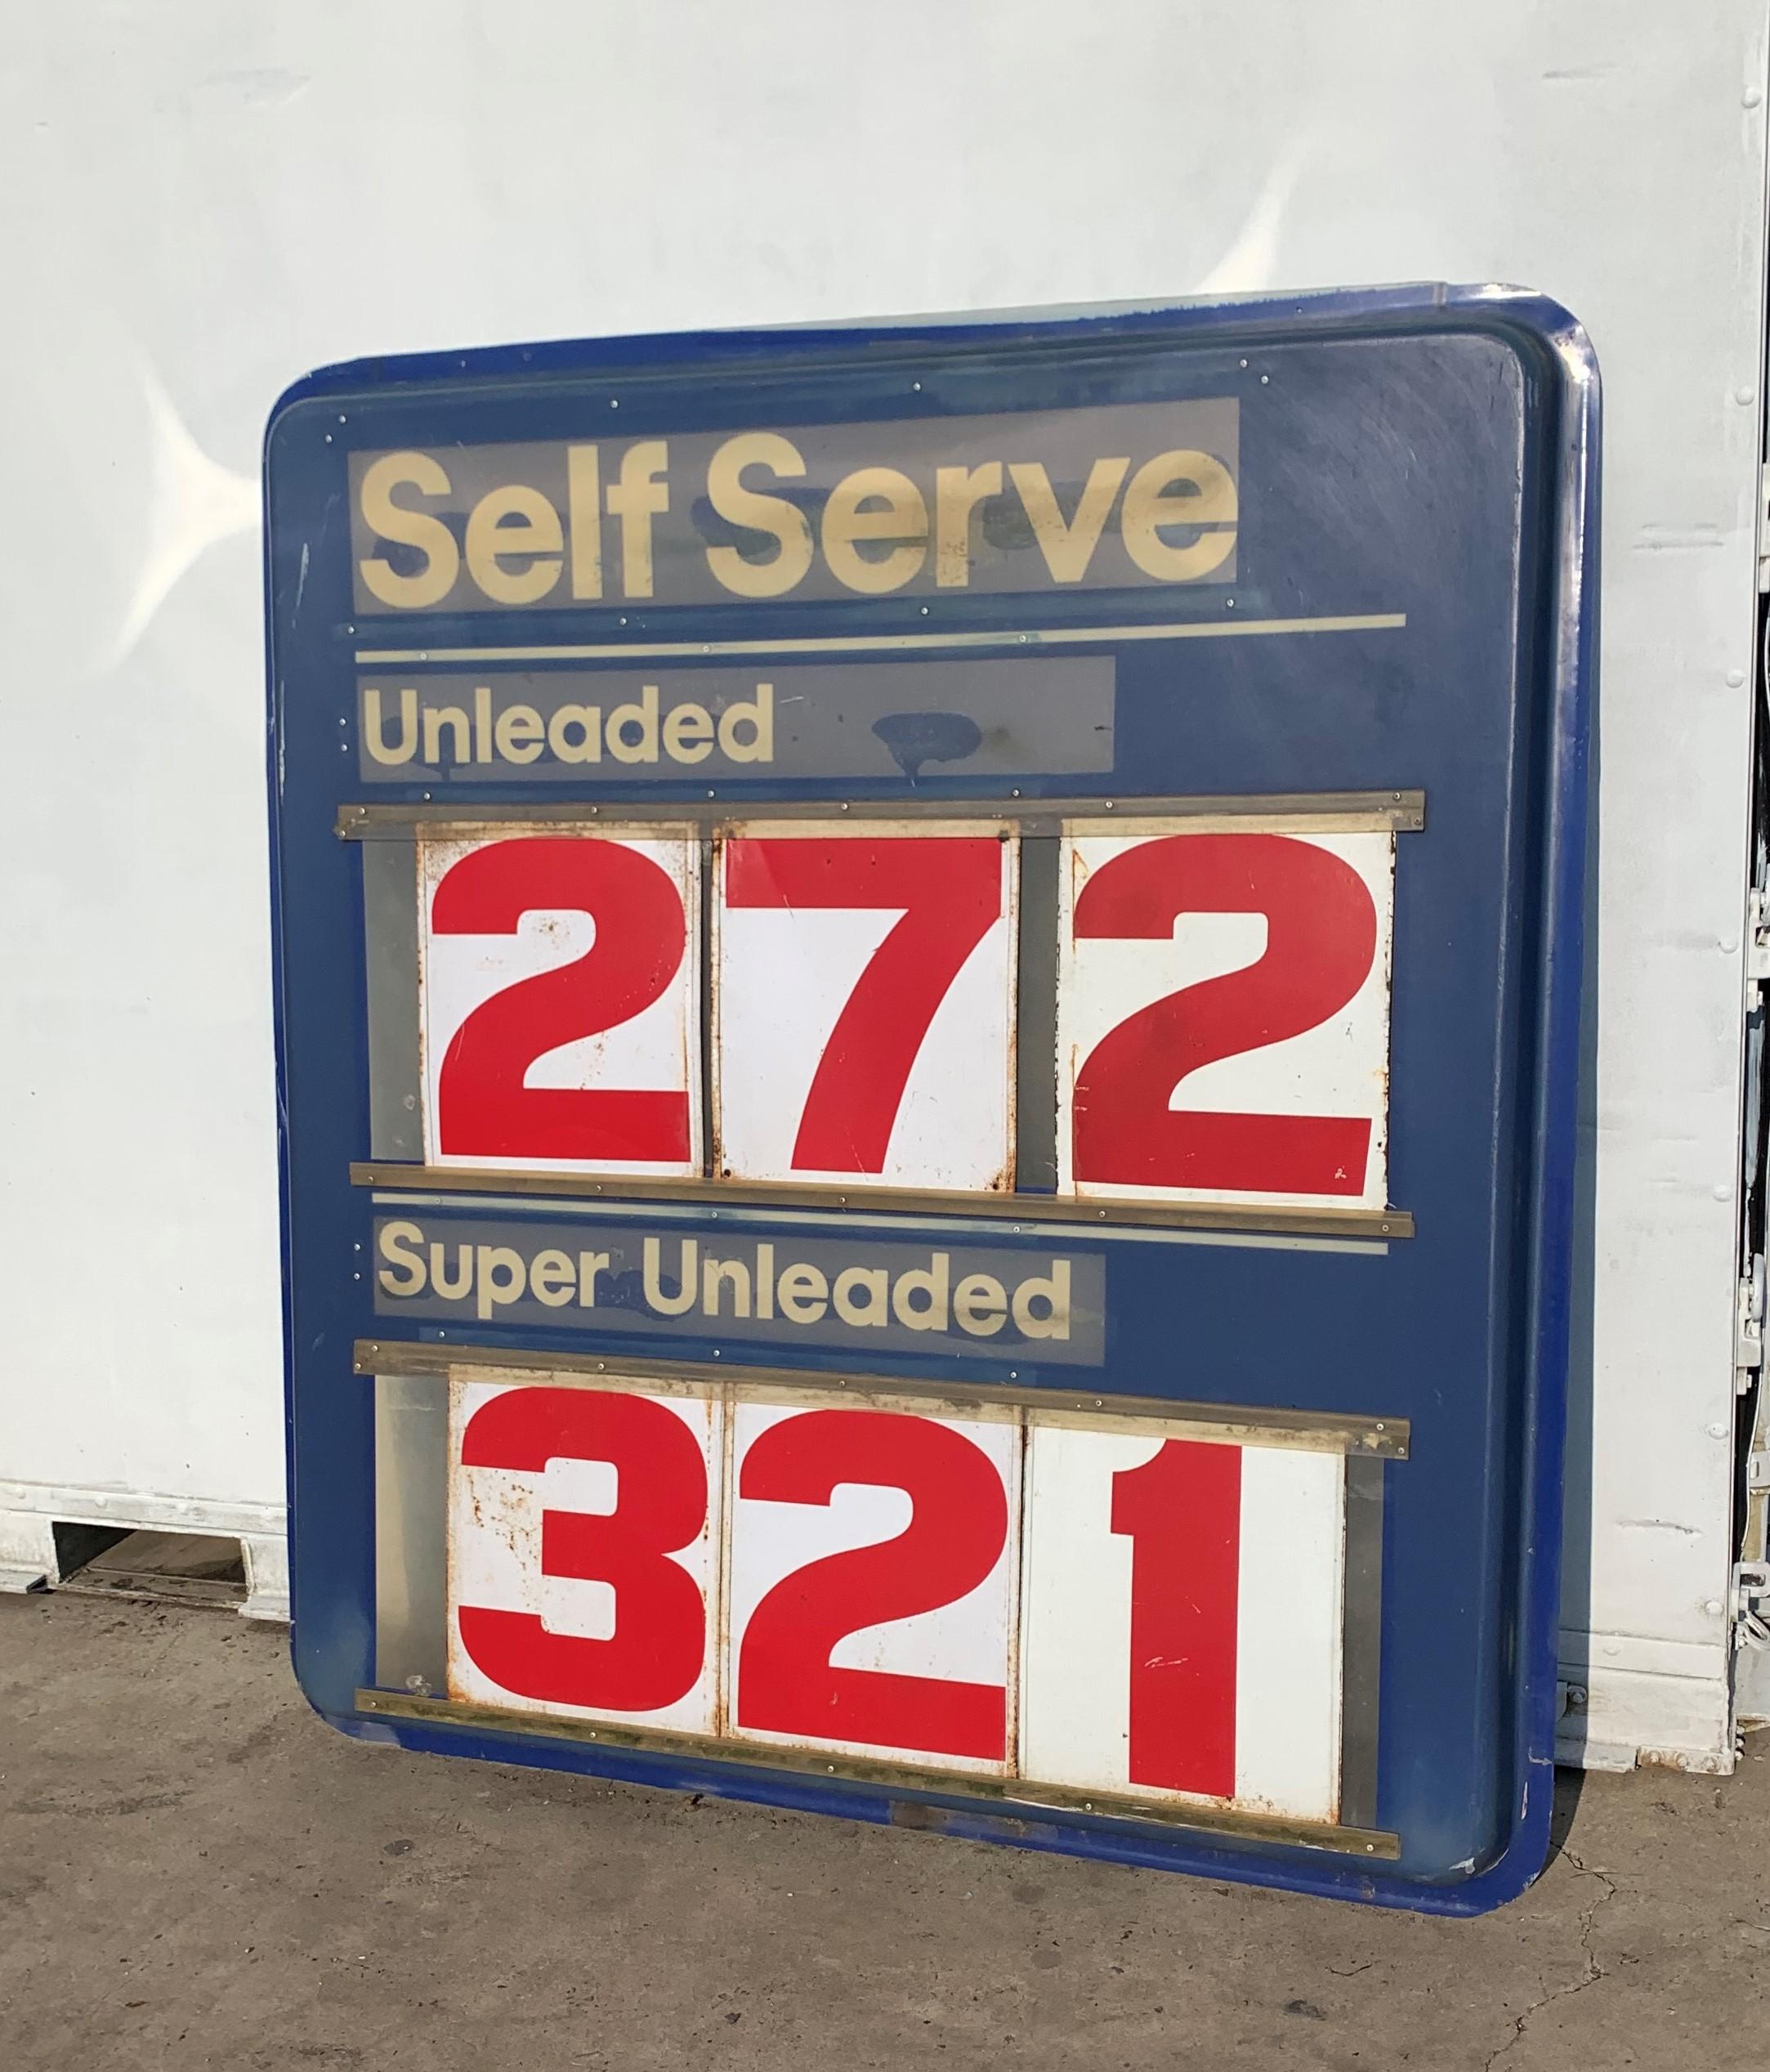 Self Serve
Unleaded
272
Super Unleaded
321